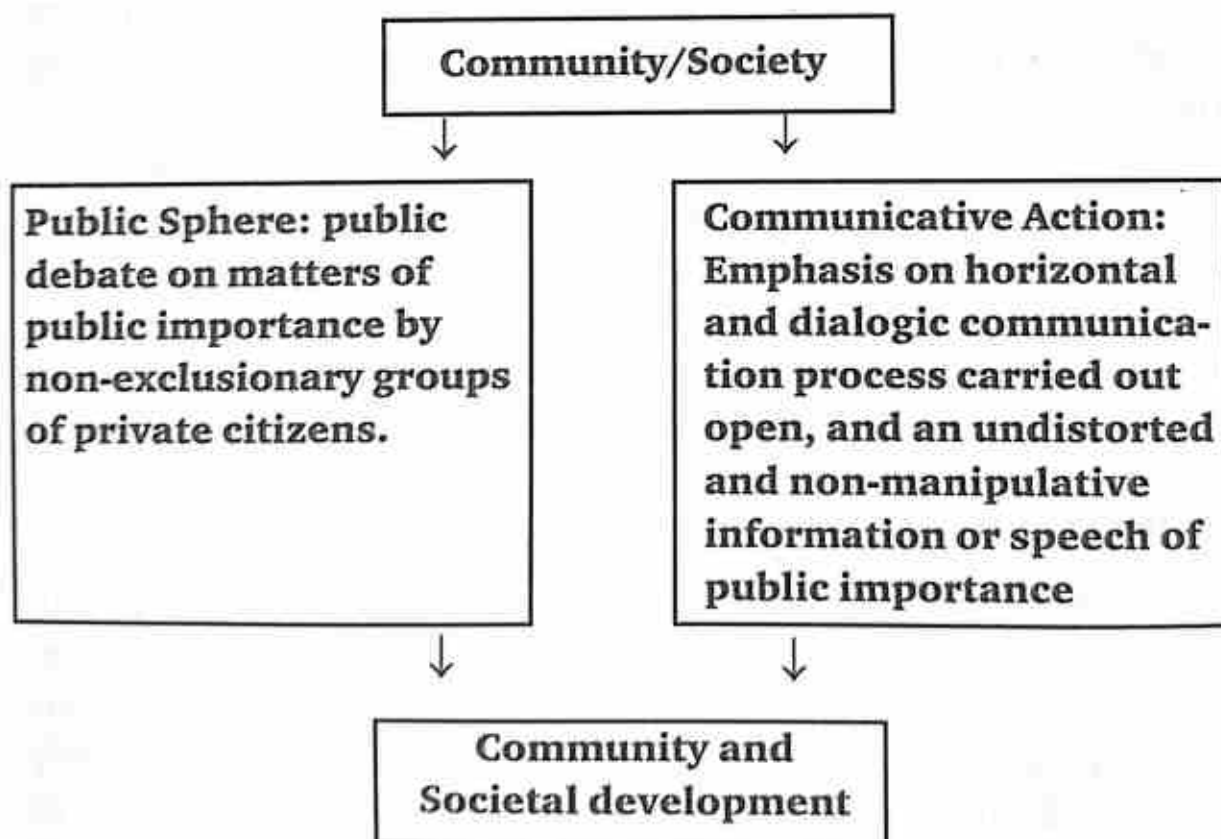 Community/Society
↓ ↓
Public Sphere: public
debate on matters of
public importance by
non-exclusionary groups
of private citizens.
Communicative Action:
Emphasis on horizontal
and dialogic communica-
tion process carried out
open, and an undistorted
and non-manipulative
information or speech of
public importance
↓ ↓
Community and
Societal development